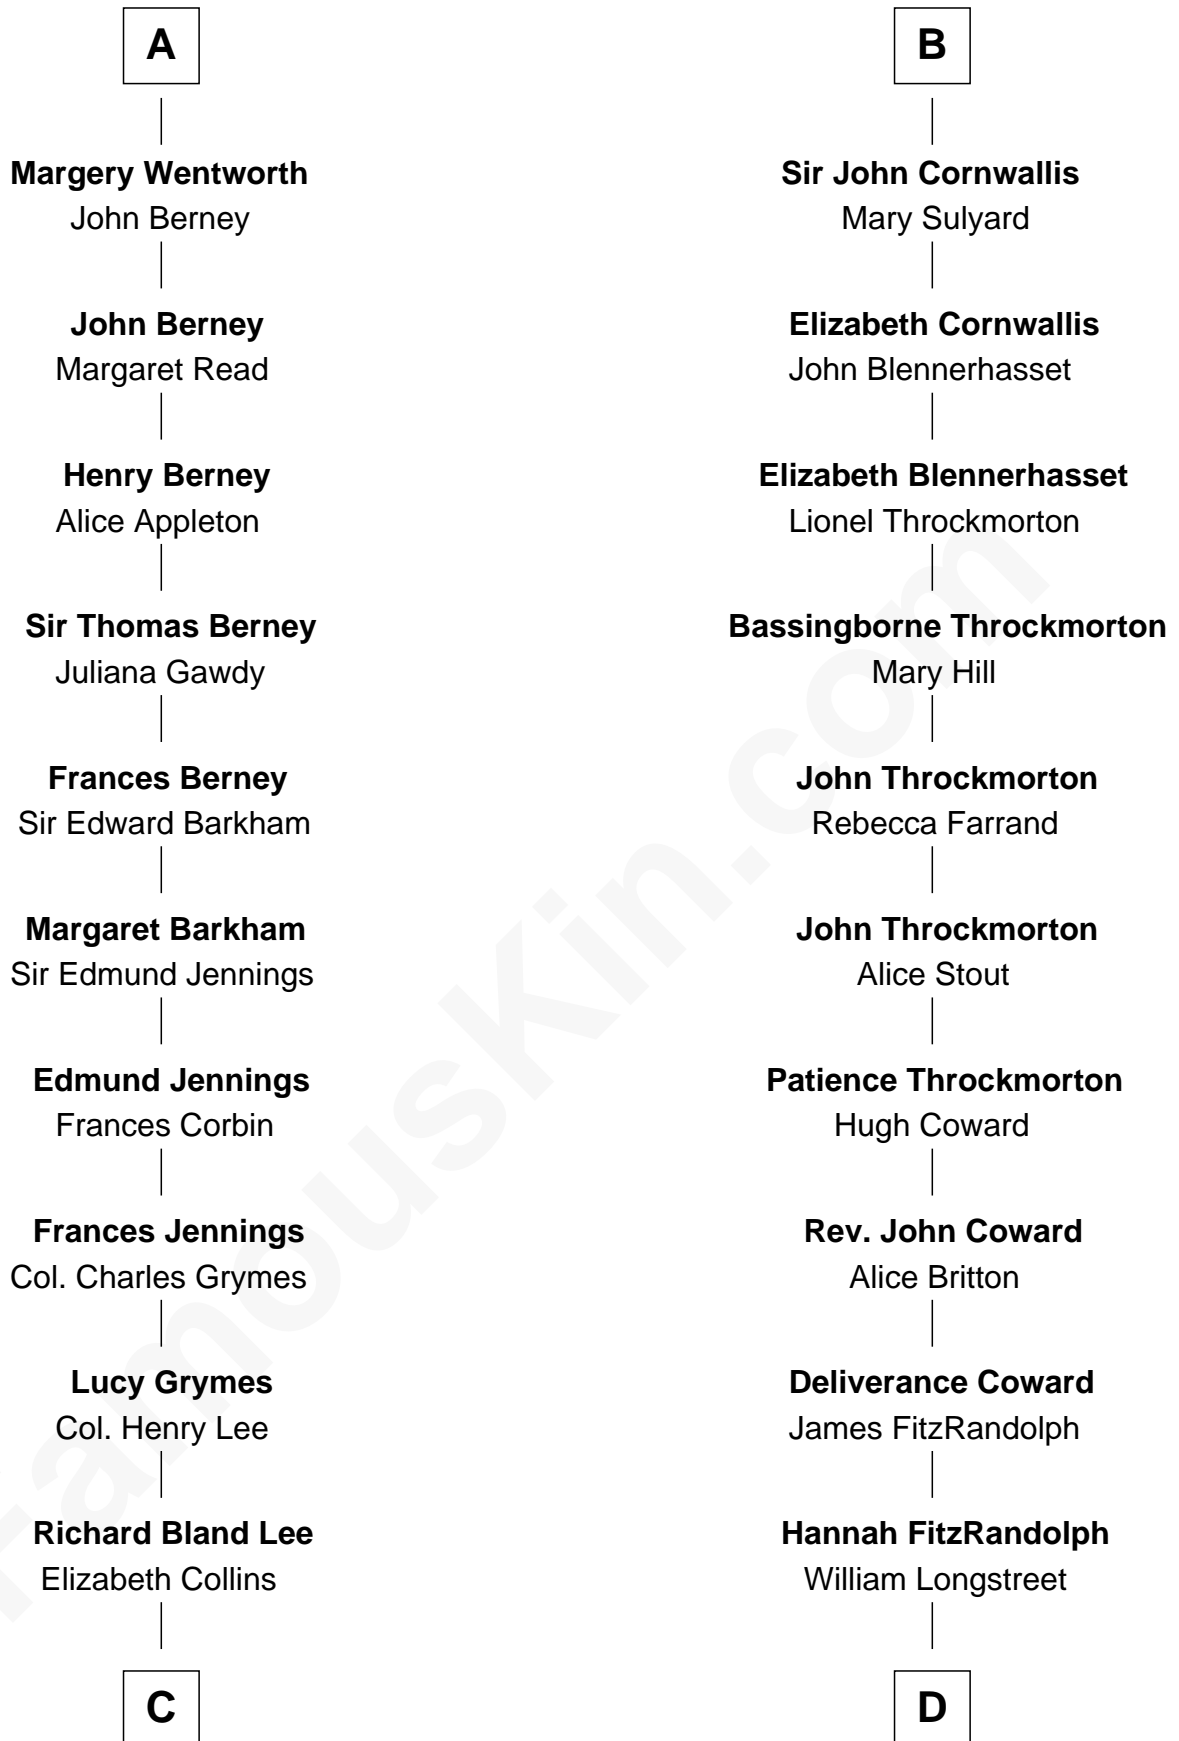 A
Margery Wentworth
John Berney
John Berney
Margaret Read
Henry Berney
Alice Appleton
Sir Thomas Berney
Juliana Gawdy
Frances Berney
Sir Edward Barkham
Margaret Barkham
Sir Edmund Jennings
Edmund Jennings
Frances Corbin
Frances Jennings
Col. Charles Grymes
Lucy Grymes
Col. Henry Lee
Richard Bland Lee
Elizabeth Collins
C
B
Sir John Cornwallis
Mary Sulyard
Elizabeth Cornwallis
John Blennerhasset
Elizabeth Blennerhasset
Lionel Throckmorton
Bassingborne Throckmorton
Mary Hill
John Throckmorton
Rebecca Farrand
John Throckmorton
Alice Stout
Patience Throckmorton
Hugh Coward
Rev. John Coward
Alice Britton
Deliverance Coward
James FitzRandolph
Hannah FitzRandolph
William Longstreet
D
FamousKin.com